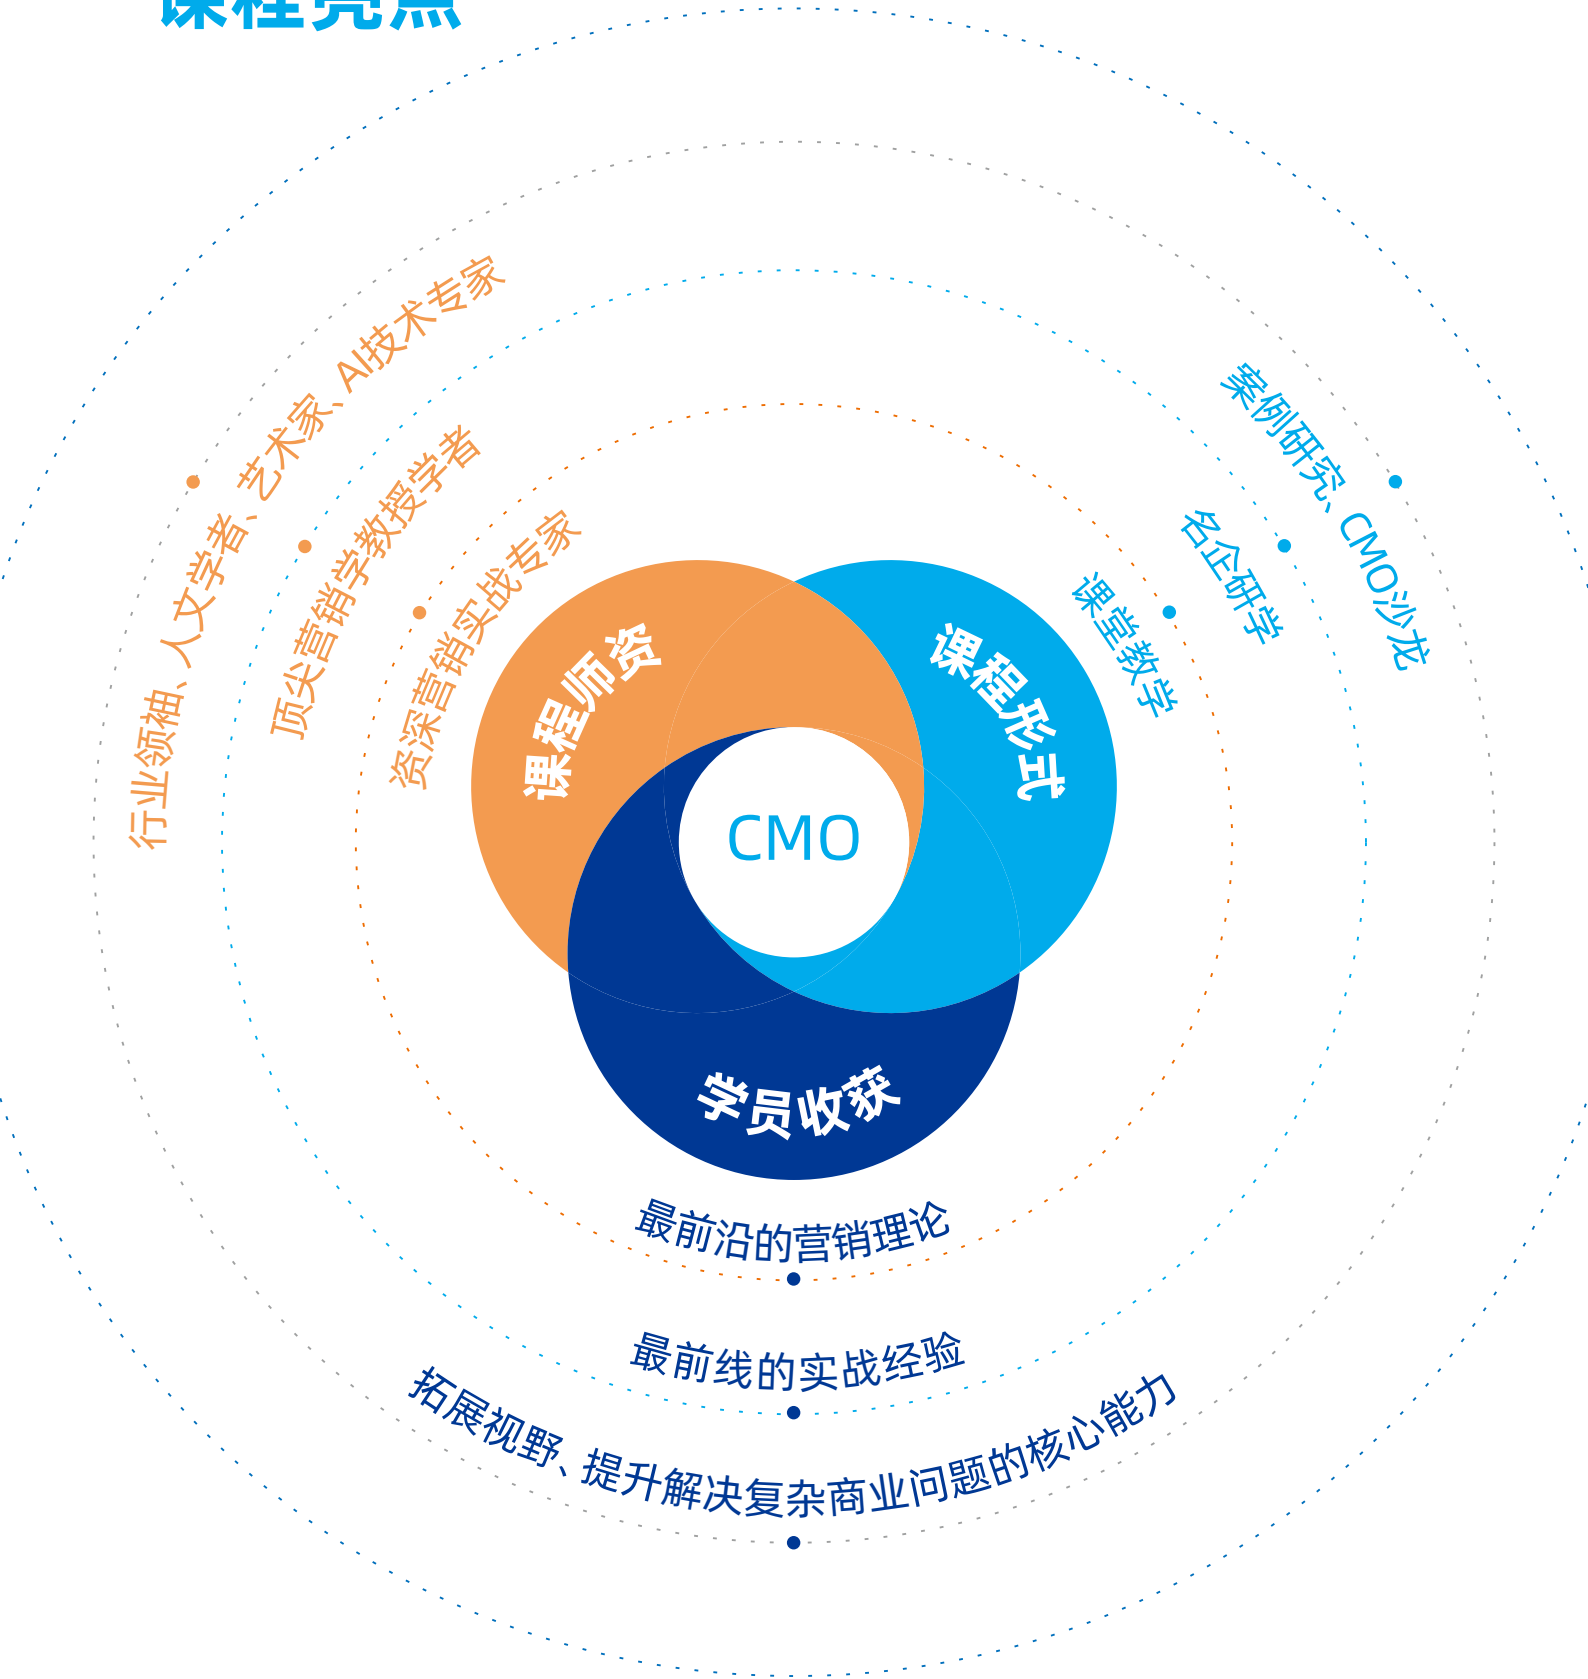 课程亮点
行业领袖、人文学者、艺术家、AI技术专家
顶尖营销学教授学者
资深营销实战专家
课程师资
案例研究、CMO沙龙
名企研学
课堂教学
课程形式
CMO
学员收获
最前沿的营销理论
最前线的实战经验
拓展视野、提升解决复杂商业问题的核心能力